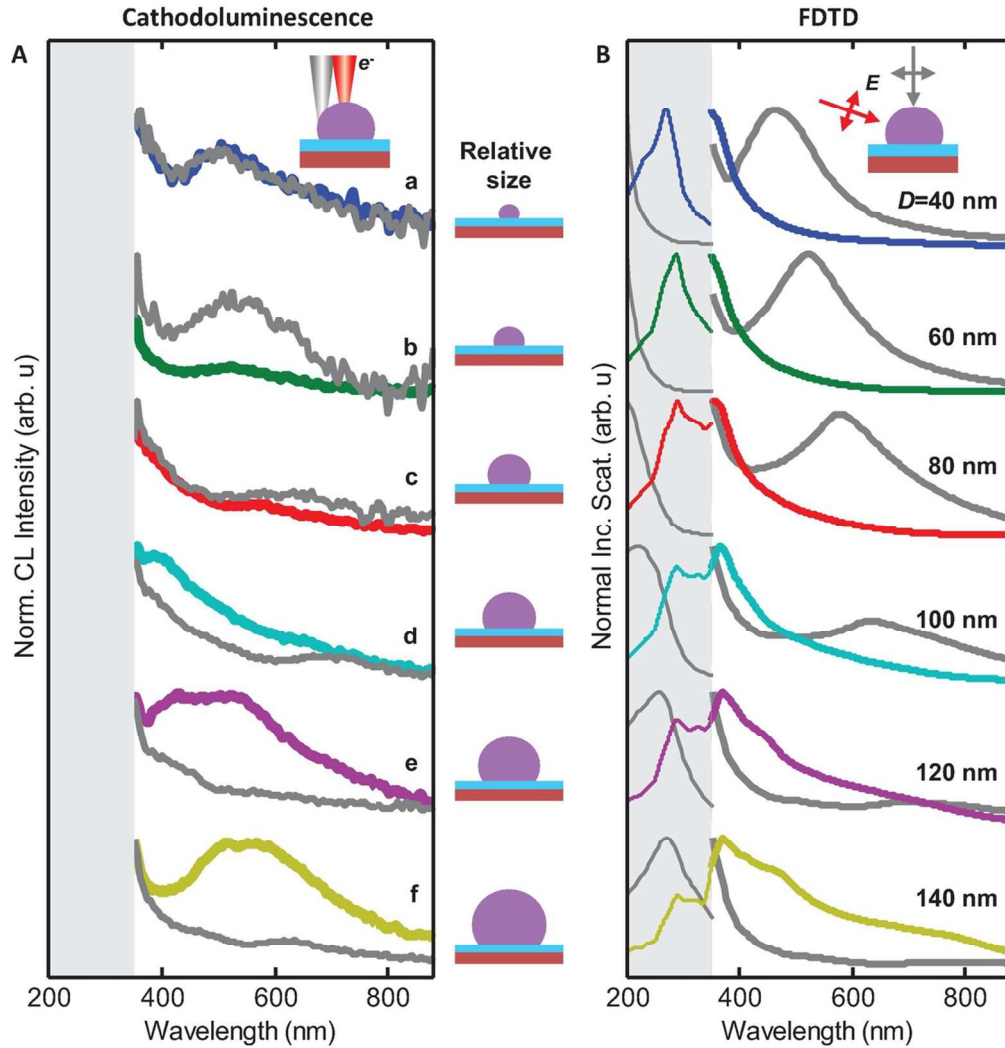 Cathodoluminescence
FDTD
A
e-
B
E
Relative
size
a
b
c
d
e
f
D=40 nm
60 nm
80 nm
100 nm
120 nm
140 nm
Norm. CL Intensity (arb. u)
Normal Inc. Scat. (arb. u)
200 400 600 800
200 400 600 800
Wavelength (nm)
Wavelength (nm)